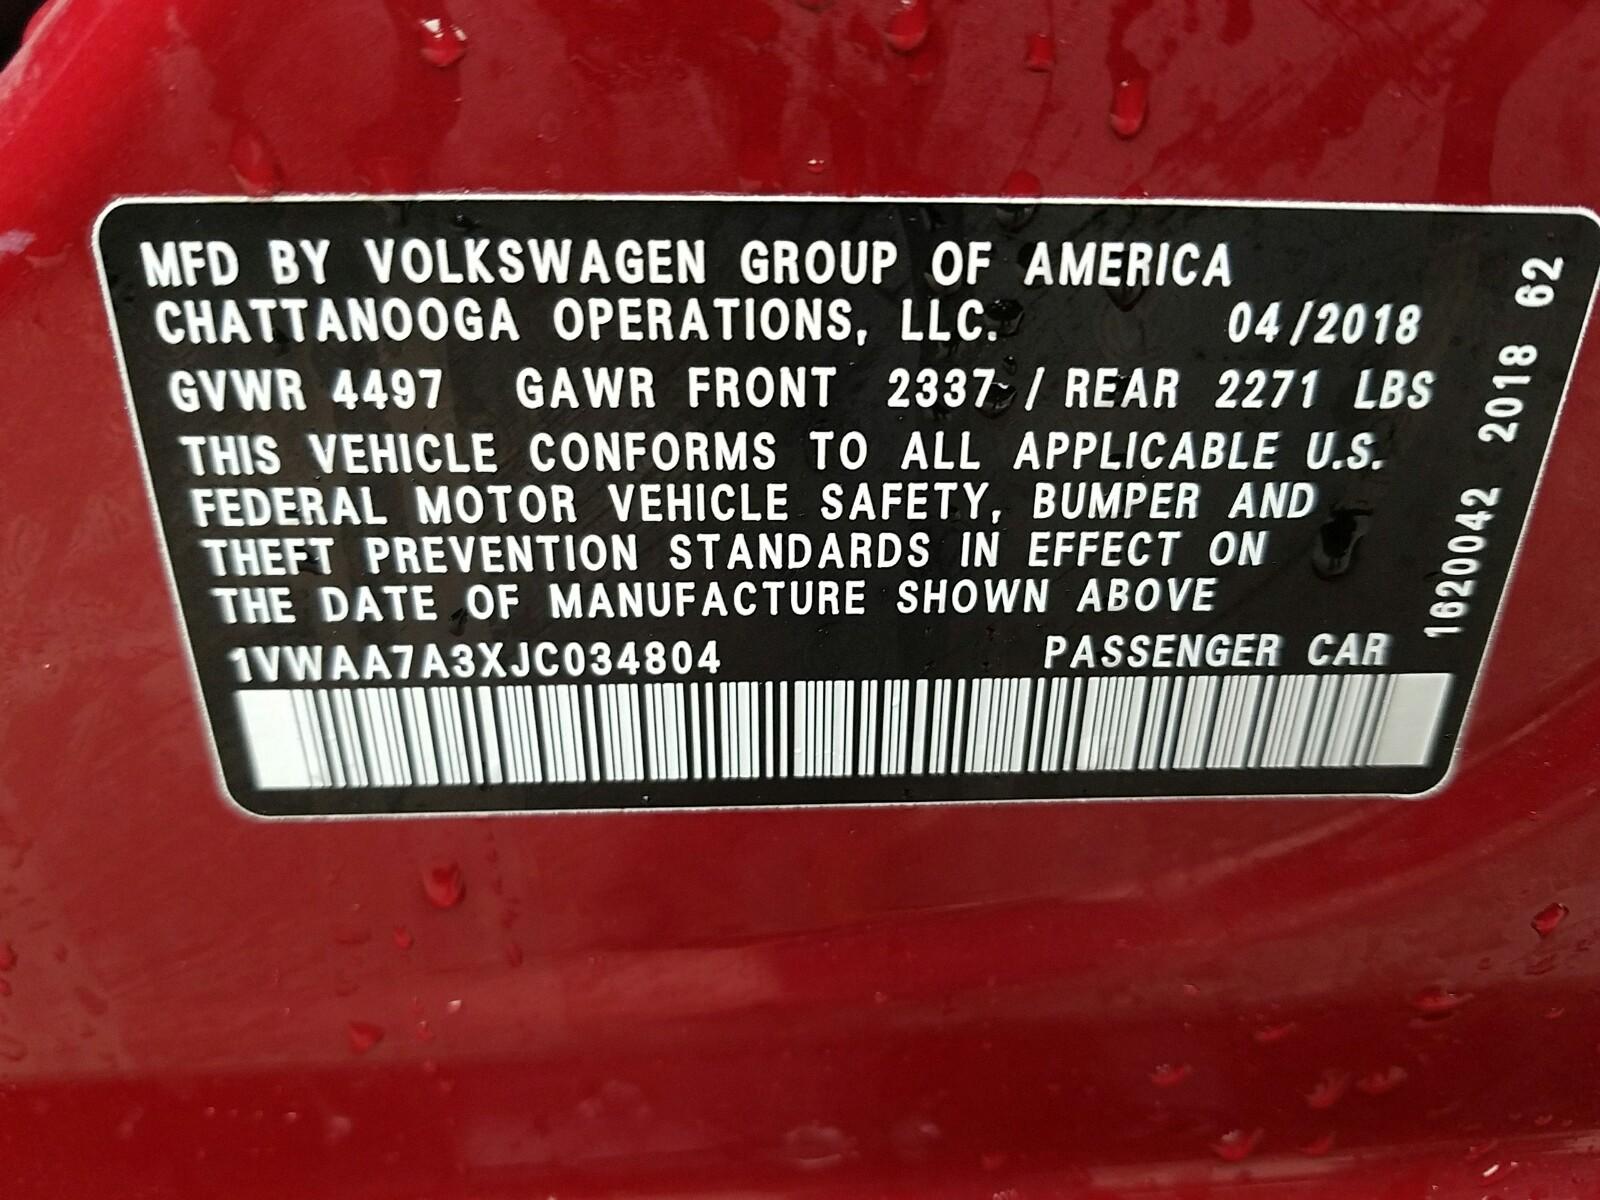 MFD BY VOLKSWAGEN GROUP OF AMERICA
CHATTANOOGA OPERATIONS, LLC. 04/2018
GVWR 4497 GAWR FRONT 2337 / REAR 2271 LBS
THIS VEHICLE CONFORMS TO ALL APPLICABLE U.S.
FEDERAL MOTOR VEHICLE SAFETY, BUMPER AND
THEFT PREVENTION STANDARDS IN EFFECT ON
THE DATE OF MANUFACTURE SHOWN ABOVE
1VWAA7A3XJC034804 PASSENGER CAR
1620042 2018 62